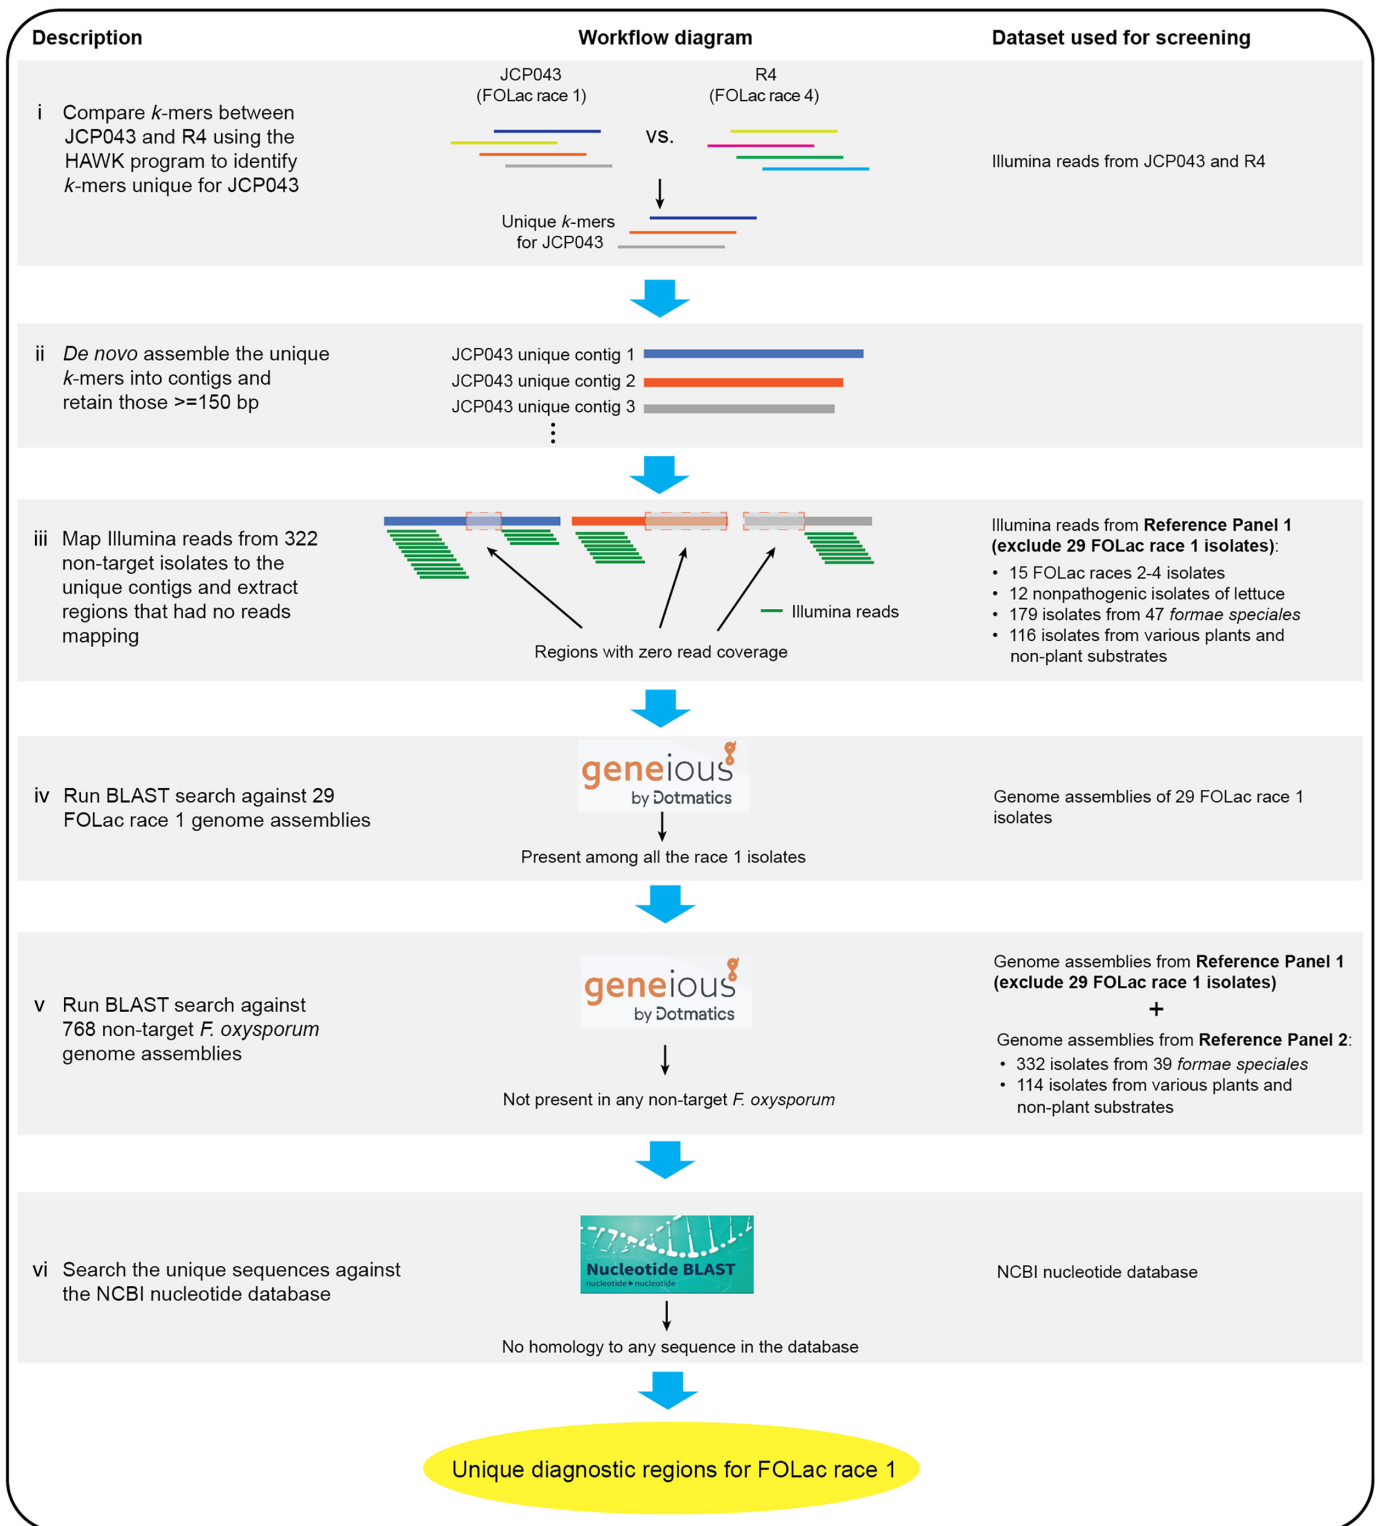 Description
Workflow diagram
Dataset used for screening
i Compare k-mers between
JCP043 and R4 using the
HAWK program to identify
k-mers unique for JCP043
JCP043
(FOLac race 1)
vs.
R4
(FOLac race 4)
Unique k-mers
for JCP043
Illumina reads from JCP043 and R4
ii De novo assemble the unique
k-mers into contigs and
retain those >=150 bp
JCP043 unique contig 1
JCP043 unique contig 2
JCP043 unique contig 3
iii Map Illumina reads from 322
non-target isolates to the
unique contigs and extract
regions that had no reads
mapping
Illumina reads
Regions with zero read coverage
Illumina reads from Reference Panel 1
(exclude 29 FOLac race 1 isolates):
• 15 FOLac races 2-4 isolates
• 12 nonpathogenic isolates of lettuce
• 179 isolates from 47 formae speciales
• 116 isolates from various plants and
non-plant substrates
iv Run BLAST search against 29
FOLac race 1 genome assemblies
geneious
by Dotmatics
Present among all the race 1 isolates
Genome assemblies of 29 FOLac race 1
isolates
v Run BLAST search against
768 non-target F. oxysporum
genome assemblies
geneious
by Dotmatics
Not present in any non-target F. oxysporum
Genome assemblies from Reference Panel 1
(exclude 29 FOLac race 1 isolates)
+
Genome assemblies from Reference Panel 2:
• 332 isolates from 39 formae speciales
• 114 isolates from various plants and
non-plant substrates
vi Search the unique sequences against
the NCBI nucleotide database
Nucleotide BLAST
nucleotide ▸ nucleotide
No homology to any sequence in the database
NCBI nucleotide database
Unique diagnostic regions for FOLac race 1